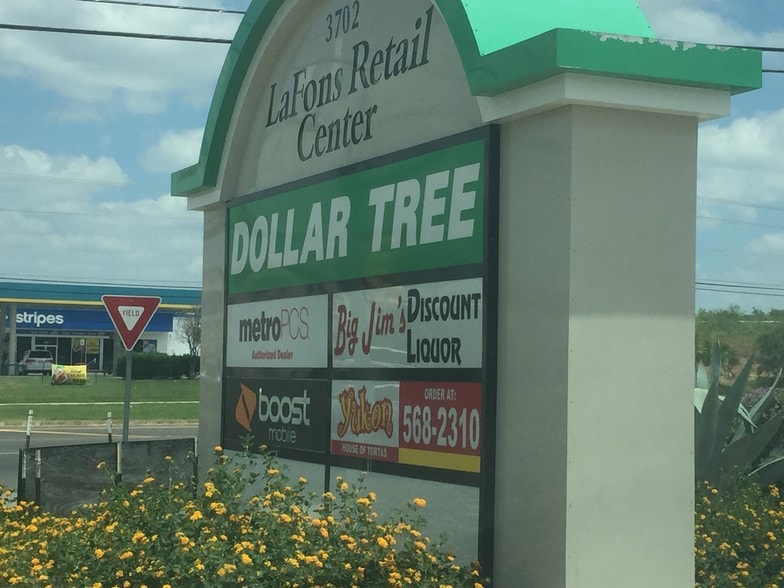 3702
LaFons Retail
Center
DOLLAR TREE
metroPCS.
Authorized Dealer
Big Jim's DISCOUNT
LIQUOR
boost
mobile
Yukon
HOUSE OF TORTAS
ORDER AT:
568-2310
stripes
YIELD